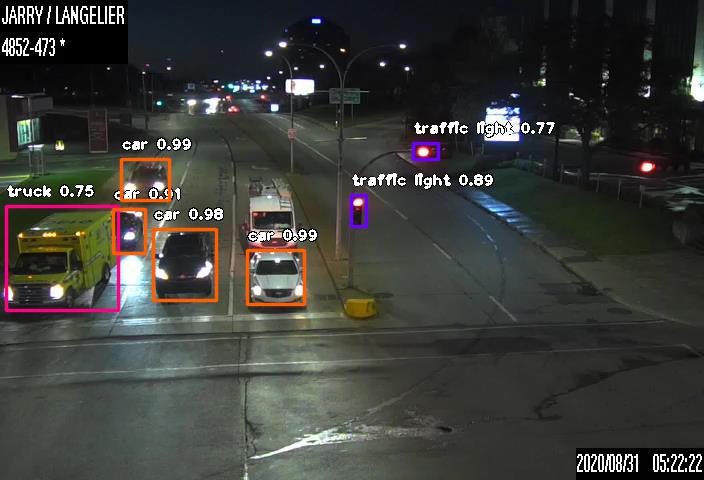 JARRY / LANGELIER
4852-473 *
traffic light 0.77
car 0.99
traffic light 0.89
truck 0.75
car 0.91
car 0.98
car 0.99
2020/08/31 05:22:22